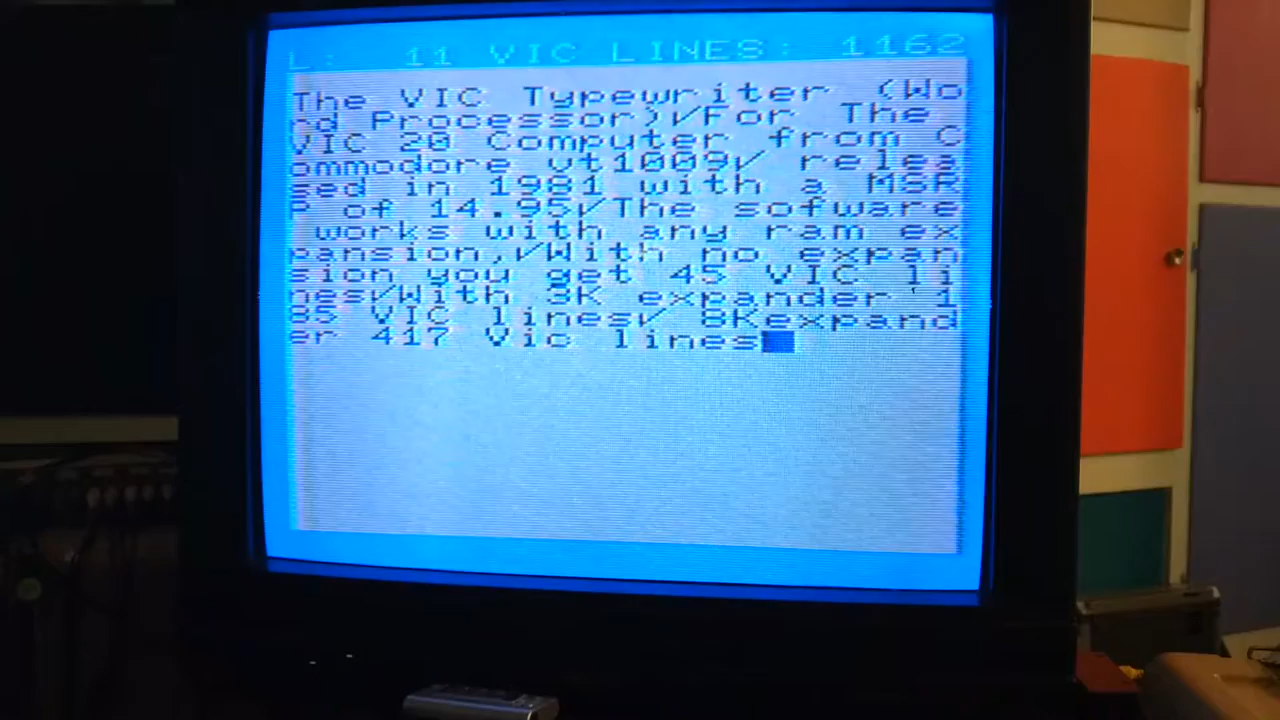 L: 11 VIC LINES: 1162
The VIC Typewriter (Wo
rd Processor)✓For The
VIC 20 Computer from C
ommodore vt1009✓ relea
sed in 1981 with a MSR
P of 14.95✓The sofware
works with any ram ex
pansion,✓With no expan
sion you get 45 VIC li
nes✓With 3K expander 1
85 VIC lines✓ 8Kexpand
er 417 Vic lines